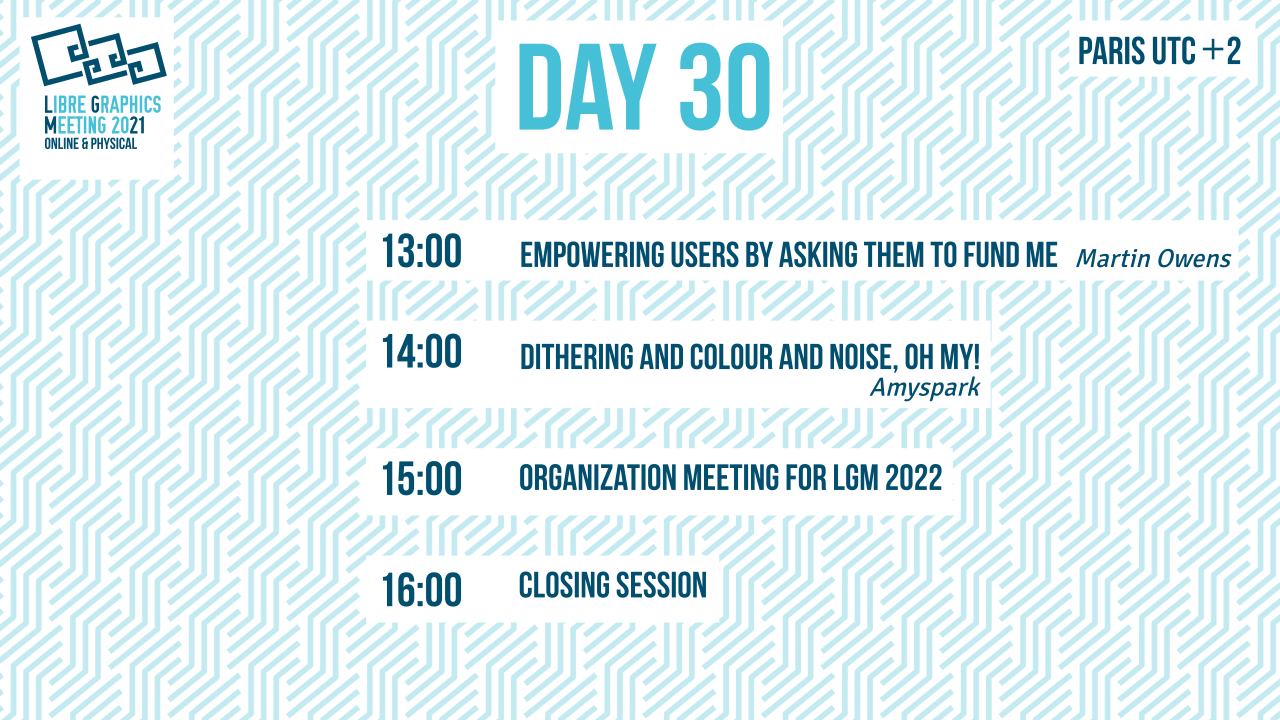 LIBRE GRAPHICS
MEETING 2021
ONLINE & PHYSICAL
DAY 30
PARIS UTC +2
13:00 EMPOWERING USERS BY ASKING THEM TO FUND ME Martin Owens
14:00 DITHERING AND COLOUR AND NOISE, OH MY!
Amyspark
15:00 ORGANIZATION MEETING FOR LGM 2022
16:00 CLOSING SESSION